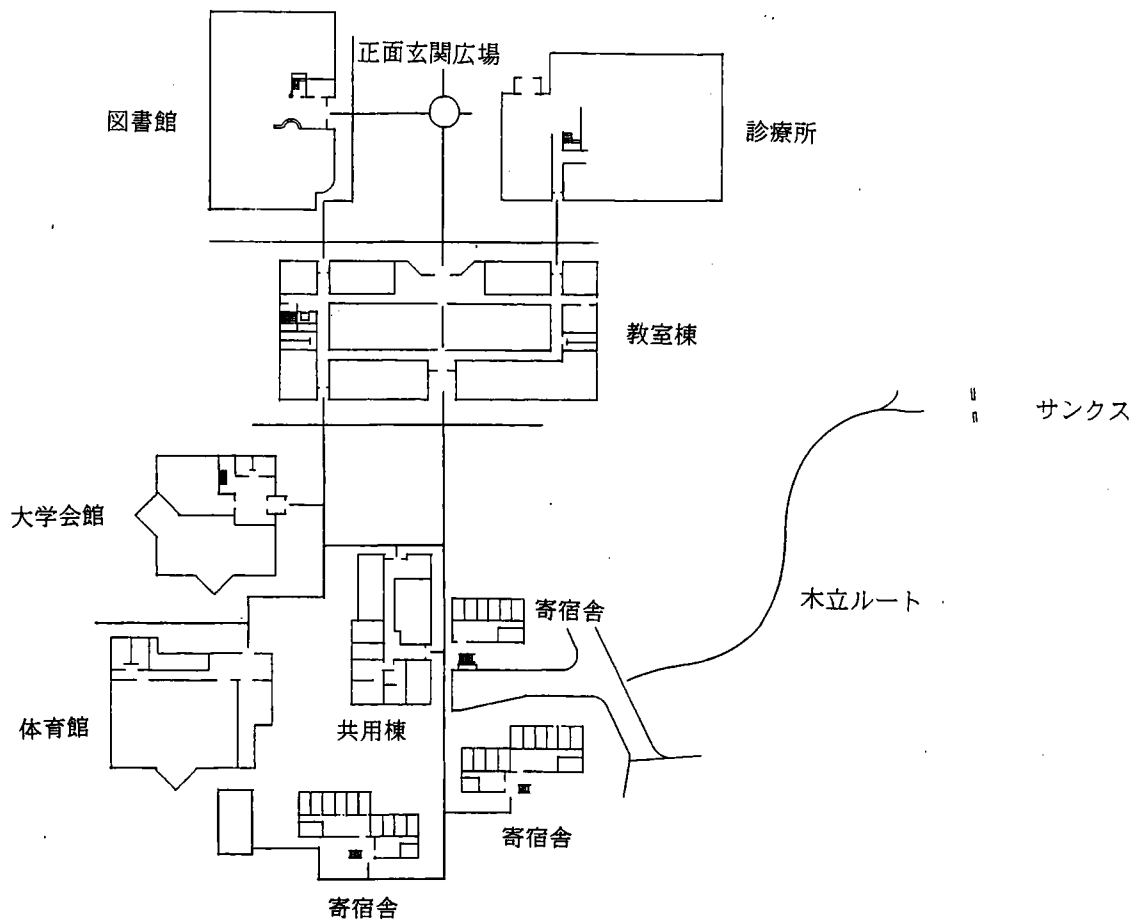 正面玄関広場
図書館
診療所
教室棟
サンクス
大学会館
木立ルート
寄宿舎
体育館
共用棟
寄宿舎
寄宿舎